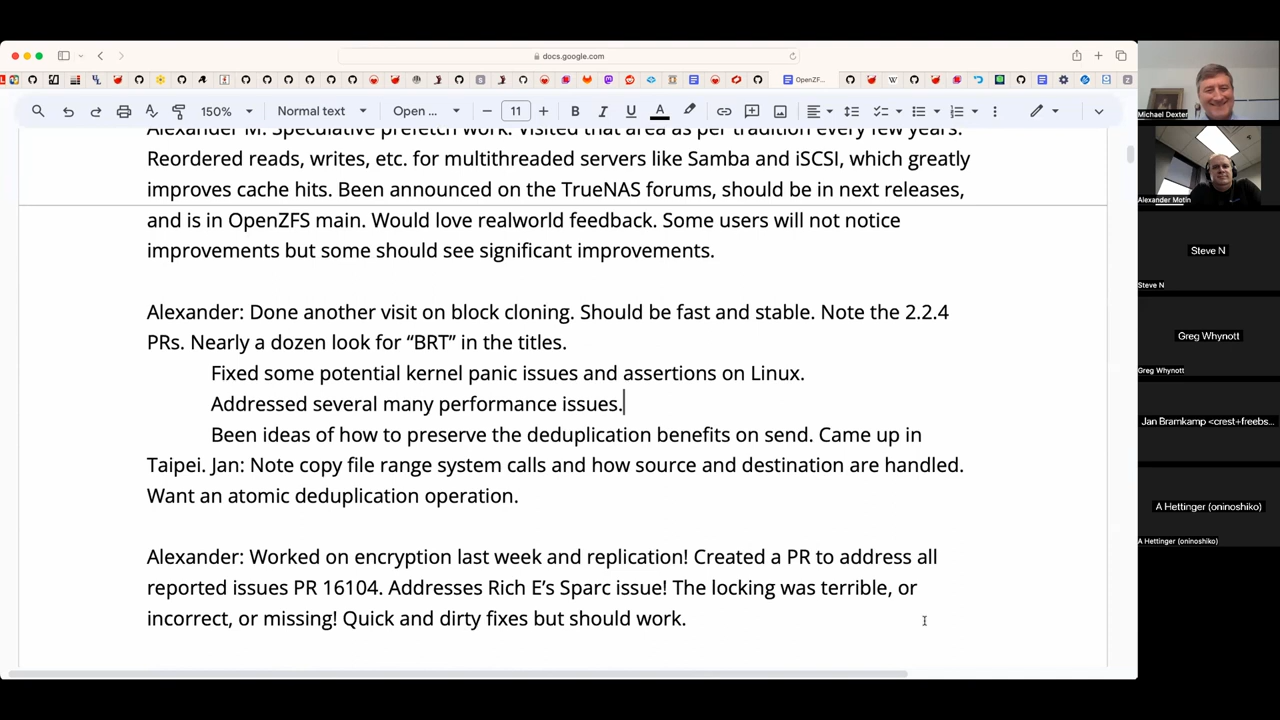 docs.google.com
OpenZF...
150%
Normal text
Open ...
11
Alexander M: Speculative prefetch work. Visited that area as per tradition every few years.
Reordered reads, writes, etc. for multithreaded servers like Samba and iSCSI, which greatly
improves cache hits. Been announced on the TrueNAS forums, should be in next releases,
and is in OpenZFS main. Would love realworld feedback. Some users will not notice
improvements but some should see significant improvements.
Alexander: Done another visit on block cloning. Should be fast and stable. Note the 2.2.4
PRs. Nearly a dozen look for “BRT” in the titles.
Fixed some potential kernel panic issues and assertions on Linux.
Addressed several many performance issues.
Been ideas of how to preserve the deduplication benefits on send. Came up in
Taipei. Jan: Note copy file range system calls and how source and destination are handled.
Want an atomic deduplication operation.
Alexander: Worked on encryption last week and replication! Created a PR to address all
reported issues PR 16104. Addresses Rich E’s Sparc issue! The locking was terrible, or
incorrect, or missing! Quick and dirty fixes but should work.
Michael Dexter
Alexander Motin
Steve N
Steve N
Greg Whynott
Greg Whynott
Jan Bramkamp <crest+freebs...
A Hettinger (oninoshiko)
A Hettinger (oninoshiko)